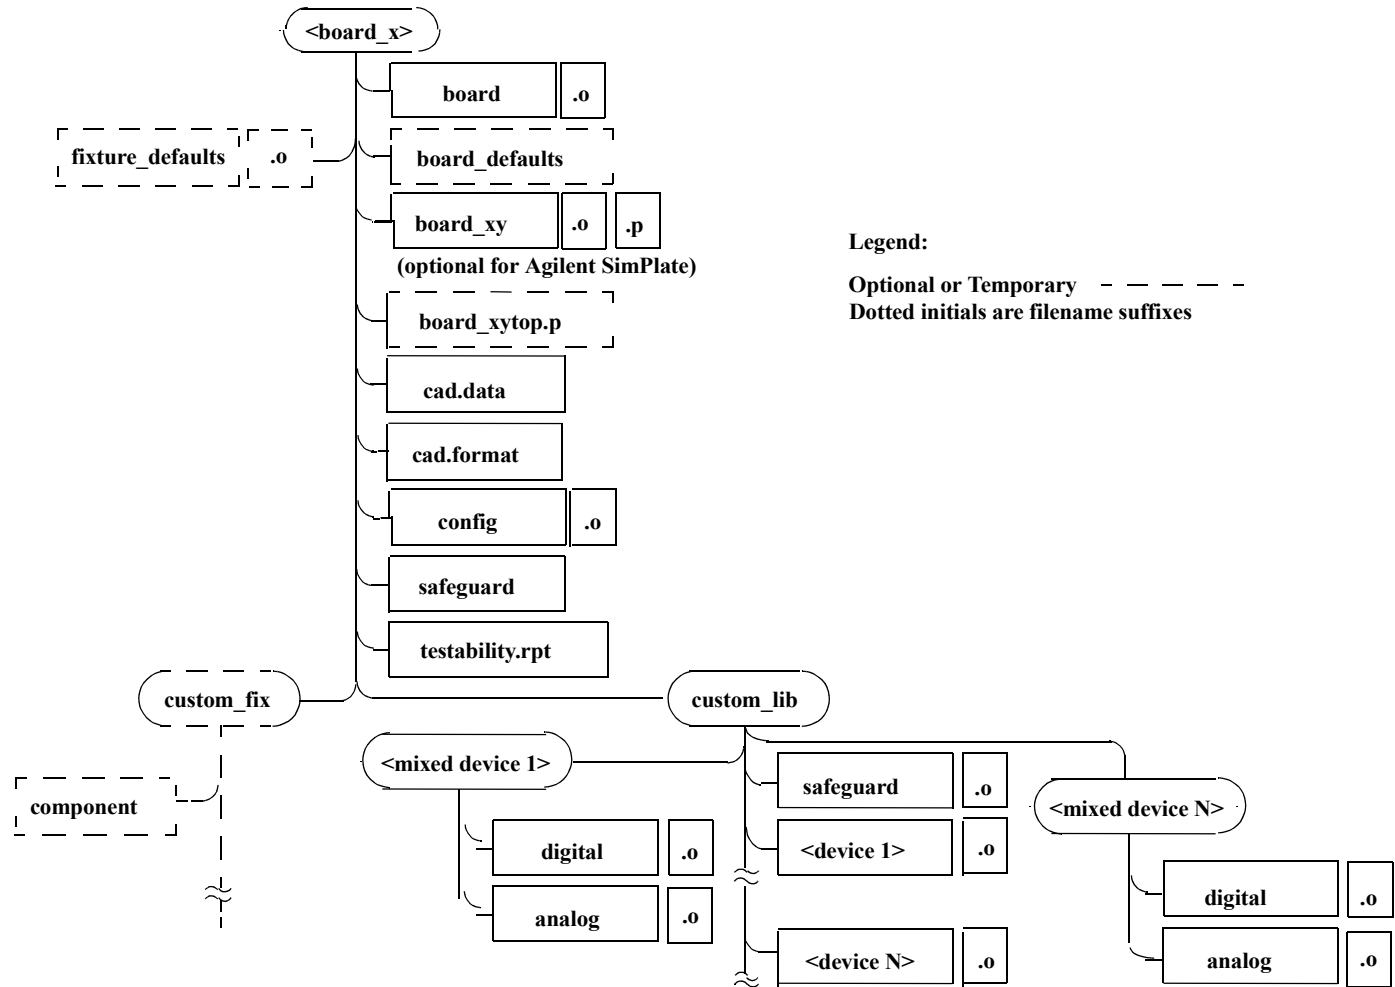 <board_x>
board .o
fixture_defaults .o
board_defaults
board_xy .o .p
(optional for Agilent SimPlate)
Legend:
Optional or Temporary
Dotted initials are filename suffixes
board_xytop.p
cad.data
cad.format
config .o
safeguard
testability.rpt
custom_fix
custom_lib
<mixed device 1>
safeguard .o
<mixed device N>
component
digital .o
<device 1> .o
analog .o
digital .o
<device N> .o
analog .o